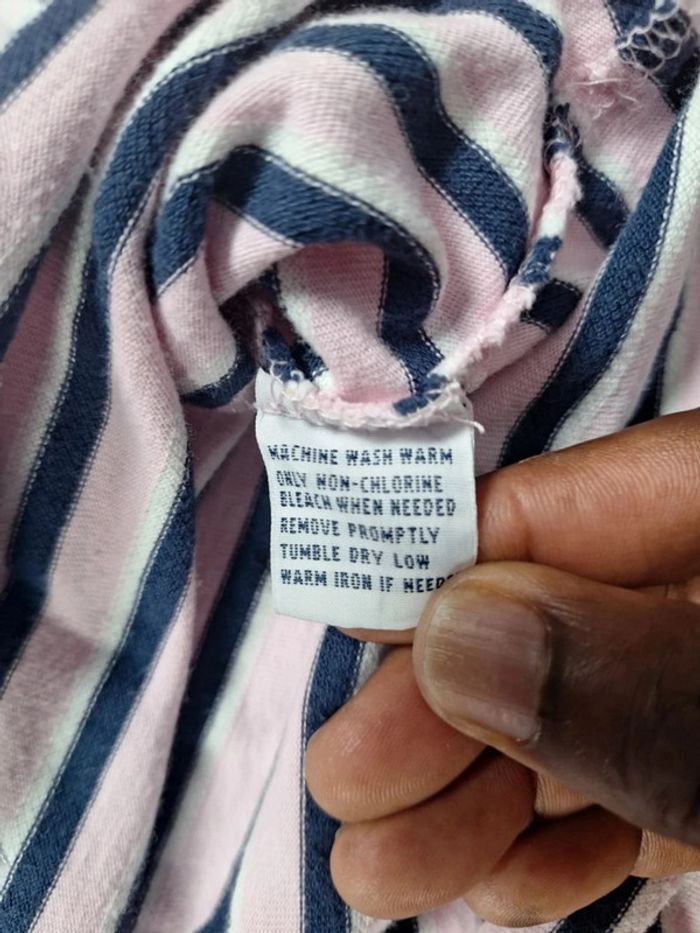 MACHINE WASH WARM
ONLY NON-CHLORINE
BLEACH WHEN NEEDED
REMOVE PROMPTLY
TUMBLE DRY LOW
WARM IRON IF